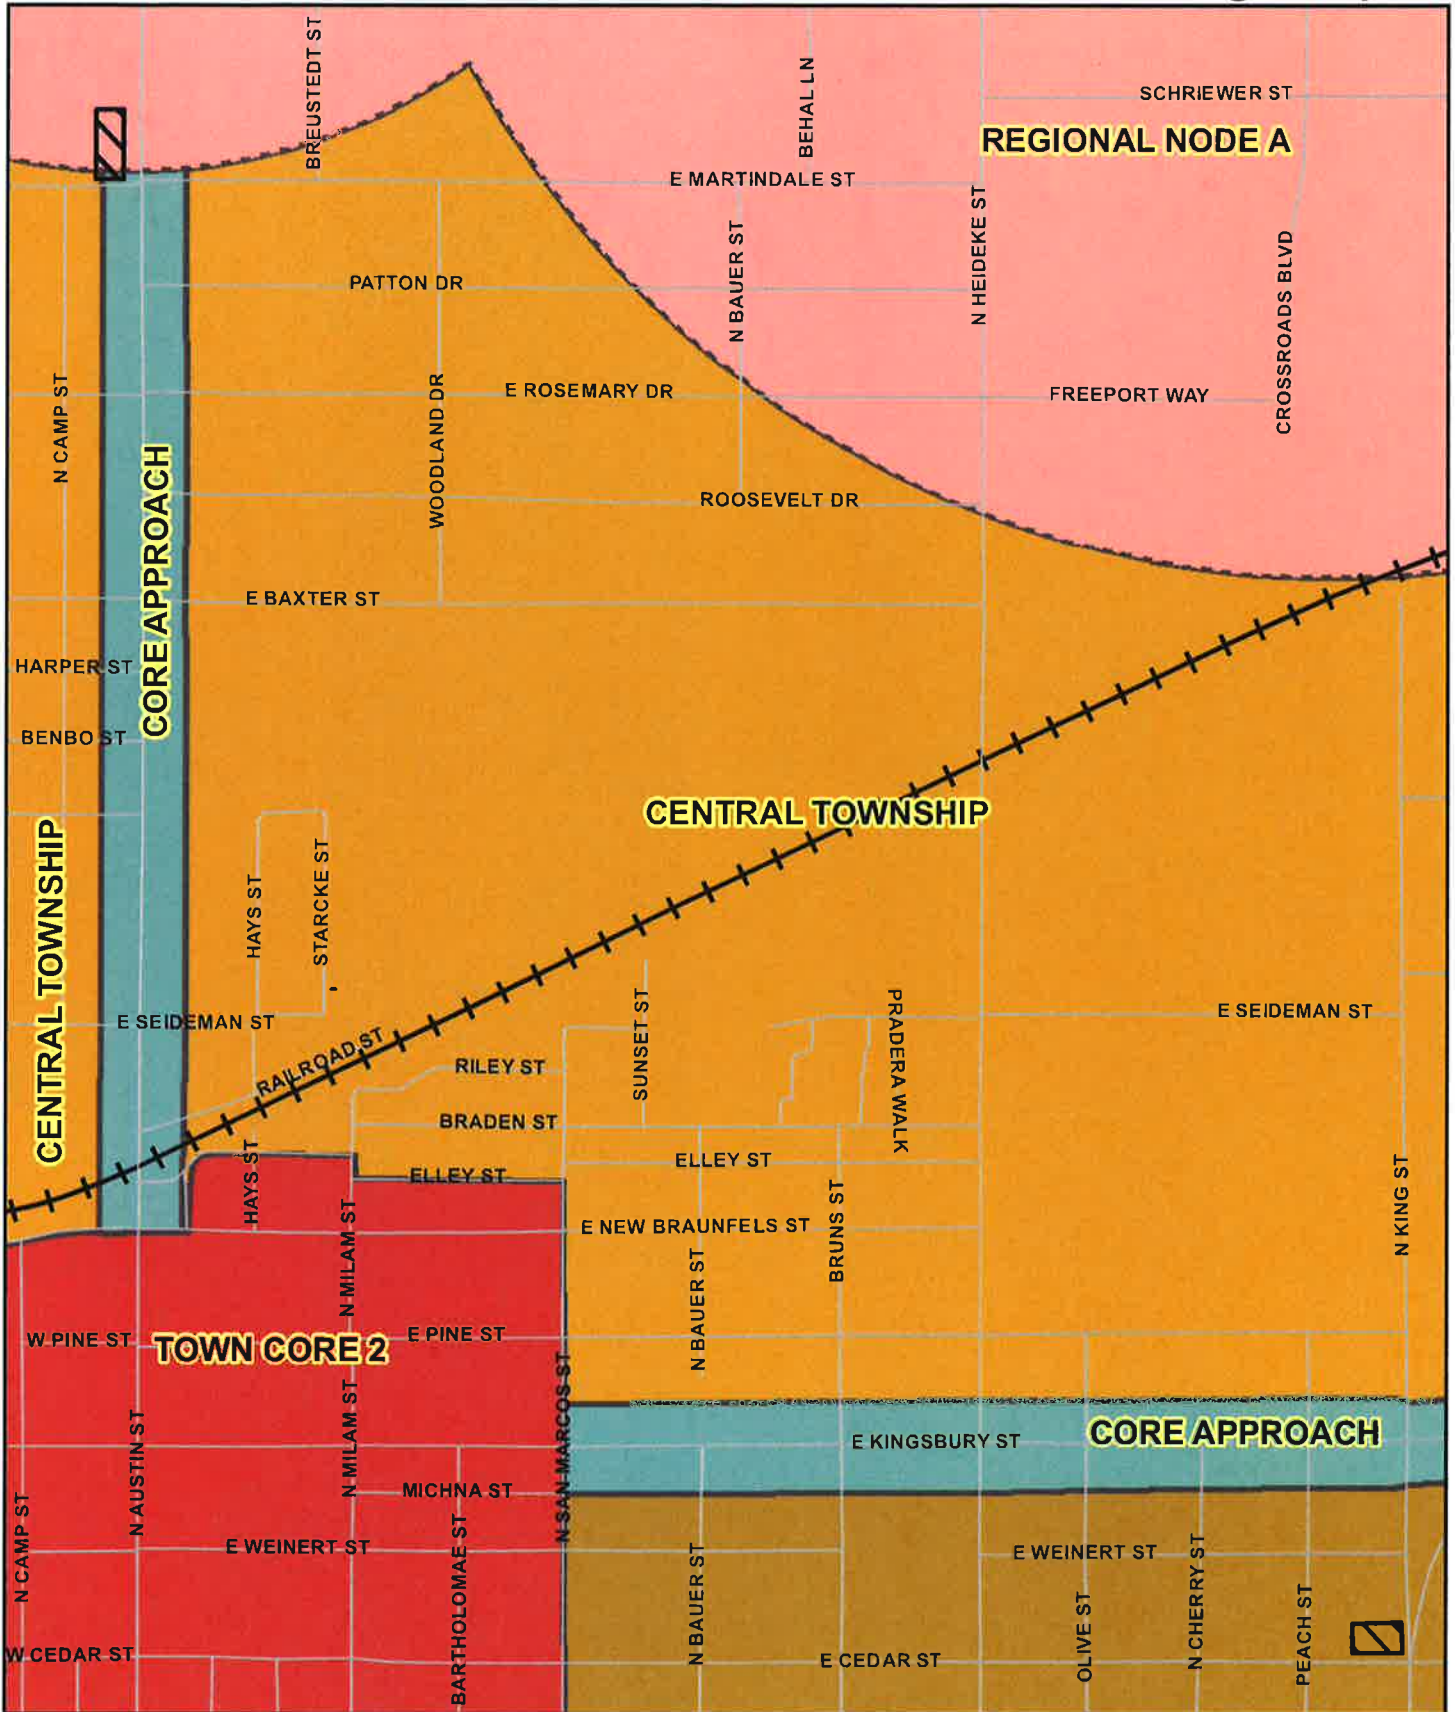 BREUSTEDT ST
BEHAL LN
SCHRIEWER ST
REGIONAL NODE A
E MARTINDALE ST
N HEIDEKE ST
N BAUER ST
CROSSROADS BLVD
PATTON DR
N CAMP ST
WOODLAND DR
E ROSEMARY DR
FREEPORT WAY
CORE APPROACH
ROOSEVELT DR
E BAXTER ST
HARPER ST
BENBO ST
CENTRAL TOWNSHIP
CENTRAL TOWNSHIP
HAYS ST
STARCKE ST
E SEIDEMAN ST
SUNSET ST
PRADERA WALK
E SEIDEMAN ST
RAILROAD ST
RILEY ST
BRADEN ST
HAYS ST
ELLEY ST
ELLEY ST
N KING ST
N MILAM ST
E NEW BRAUNFELS ST
BRUNS ST
N BAUER ST
W PINE ST
TOWN CORE 2
E PINE ST
N SAN MARCOS ST
N AUSTIN ST
N MILAM ST
E KINGSBURY ST
CORE APPROACH
MICHNA ST
N CAMP ST
E WEINERT ST
BARTHOLOMAE ST
N BAUER ST
E WEINERT ST
OLIVE ST
N CHERRY ST
PEACH ST
W CEDAR ST
E CEDAR ST